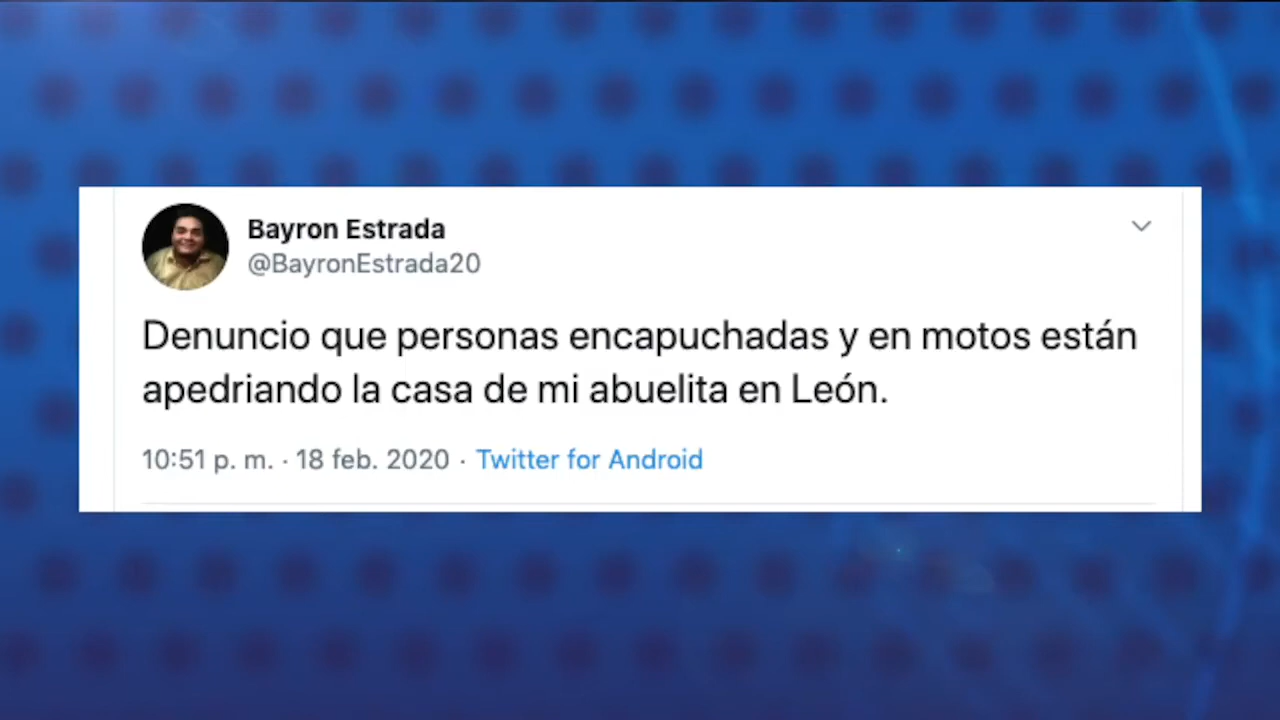 Bayron Estrada
@BayronEstrada20
Denuncio que personas encapuchadas y en motos están
apedriando la casa de mi abuelita en León.
10:51 p. m. · 18 feb. 2020 · Twitter for Android